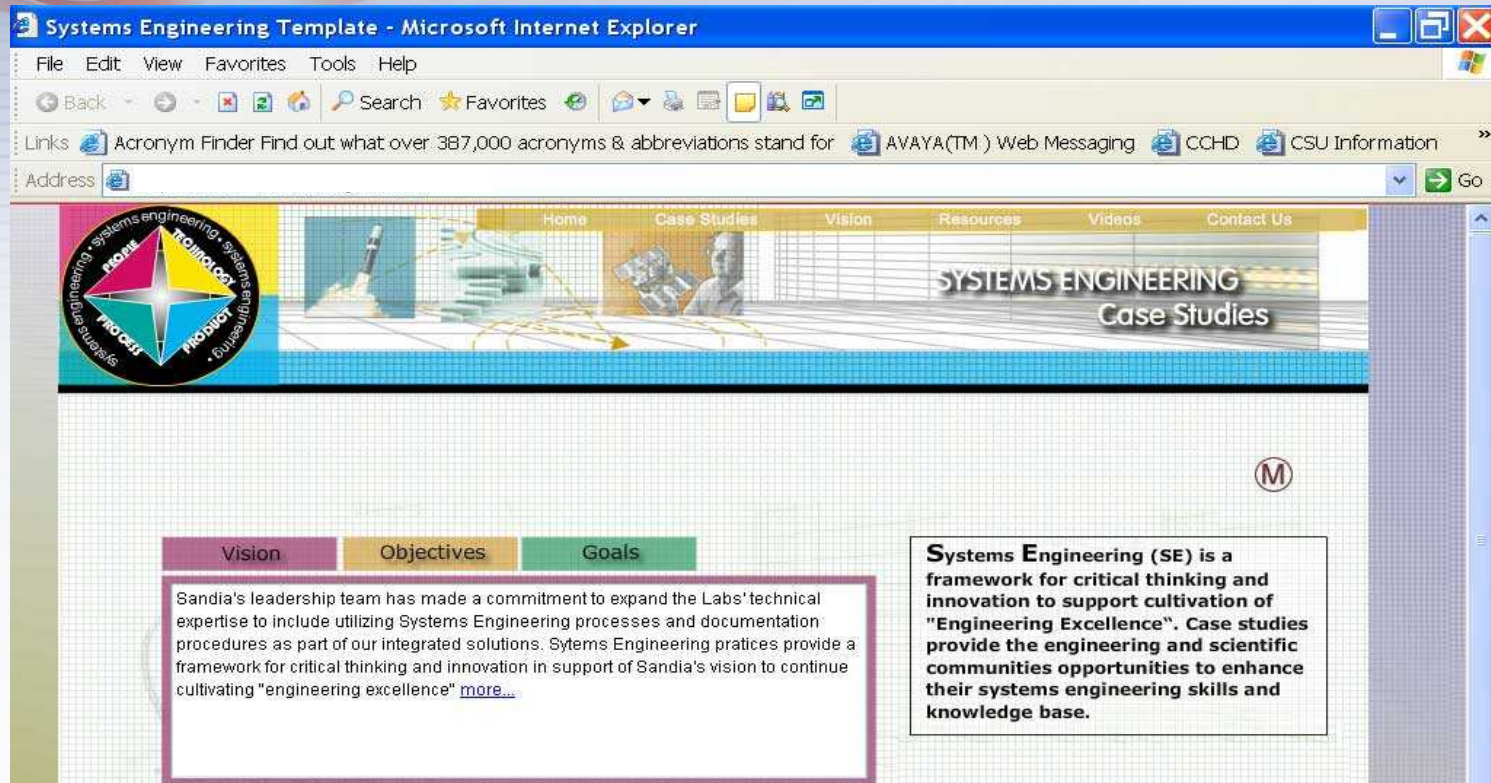 Systems Engineering Template - Microsoft Internet Explorer
File Edit View Favorites Tools Help
Back Search Favorites
Links Acronym Finder Find out what over 387,000 acronyms & abbreviations stand for AVAYA(TM ) Web Messaging CCHD CSU Information »
Address Go
Home Case Studies Vision Resources Videos Contact Us
systems engineering · systems engineering · systems engineering ·
PEOPLE TECHNOLOGY
PROCESS PRODUCT
SYSTEMS ENGINEERING
Case Studies
M
Vision Objectives Goals
Sandia's leadership team has made a commitment to expand the Labs' technical
expertise to include utilizing Systems Engineering processes and documentation
procedures as part of our integrated solutions. Sytems Engineering pratices provide a
framework for critical thinking and innovation in support of Sandia's vision to continue
cultivating "engineering excellence" more...
Systems Engineering (SE) is a
framework for critical thinking and
innovation to support cultivation of
"Engineering Excellence". Case studies
provide the engineering and scientific
communities opportunities to enhance
their systems engineering skills and
knowledge base.